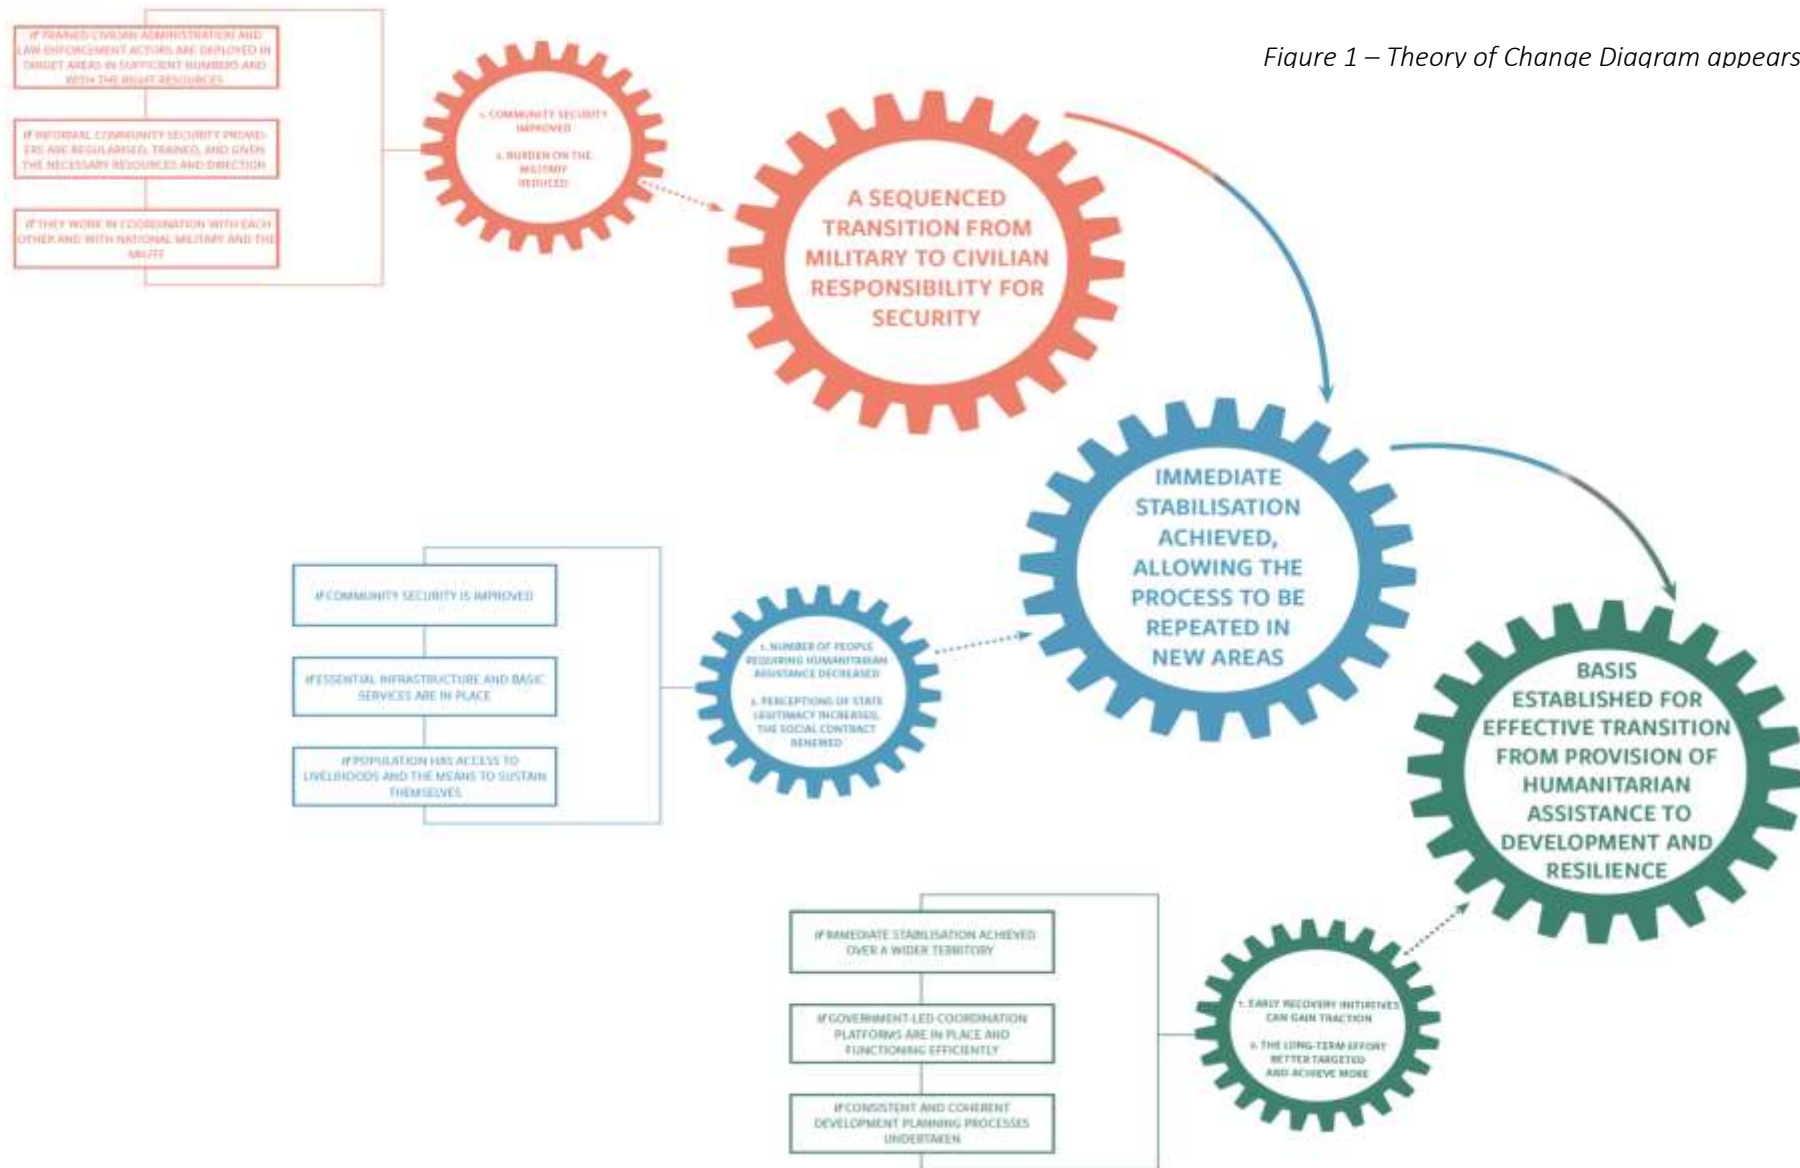 Figure 1 – Theory of Change Diagram appears
IF TRAINED CIVILIAN ADMINISTRATION AND
LAW ENFORCEMENT ACTORS ARE DEPLOYED IN
TARGET AREAS IN SUFFICIENT NUMBERS AND
WITH THE RIGHT RESOURCES
IF INFORMAL COMMUNITY SECURITY PROVID-
ERS ARE REGULARISED, TRAINED, AND GIVEN
THE NECESSARY RESOURCES AND DIRECTION
IF THEY WORK IN COORDINATION WITH EACH
OTHER AND WITH NATIONAL MILITARY AND THE
1. COMMUNITY SECURITY
IMPROVED
2. BURDEN ON THE
MILITARY
REDUCED
A SEQUENCED
TRANSITION FROM
MILITARY TO CIVILIAN
RESPONSIBILITY FOR
SECURITY
IF COMMUNITY SECURITY IS IMPROVED
IF ESSENTIAL INFRASTRUCTURE AND BASIC
SERVICES ARE IN PLACE
IF POPULATION HAS ACCESS TO
LIVELIHOODS AND THE MEANS TO SUSTAIN
THEMSELVES
1. NUMBER OF PEOPLE
REQUIRING HUMANITARIAN
ASSISTANCE DECREASED
2. PERCEPTIONS OF STATE
LEGITIMACY INCREASED,
THE SOCIAL CONTRACT
RENEWED
IMMEDIATE
STABILISATION
ACHIEVED,
ALLOWING THE
PROCESS TO BE
REPEATED IN
NEW AREAS
IF IMMEDIATE STABILISATION ACHIEVED
OVER A WIDER TERRITORY
IF GOVERNMENT-LED COORDINATION
PLATFORMS ARE IN PLACE AND
FUNCTIONING EFFICIENTLY
IF CONSISTENT AND COHERENT
DEVELOPMENT PLANNING PROCESSES
UNDERTAKEN
1. EARLY RECOVERY INITIATIVES
CAN GAIN TRACTION
2. THE LONG-TERM EFFORT
BETTER TARGETED
AND ACHIEVE MORE
BASIS
ESTABLISHED FOR
EFFECTIVE TRANSITION
FROM PROVISION OF
HUMANITARIAN
ASSISTANCE TO
DEVELOPMENT AND
RESILIENCE